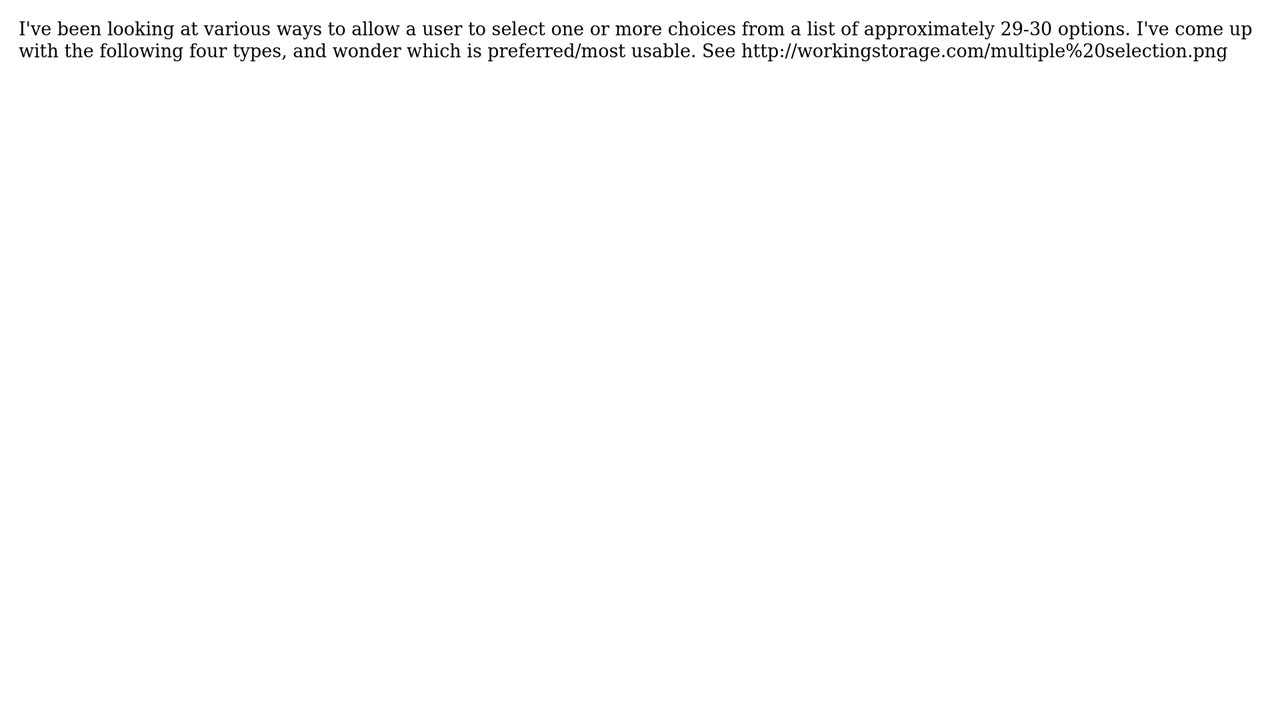 I've been looking at various ways to allow a user to select one or more choices from a list of approximately 29-30 options. I've come up
with the following four types, and wonder which is preferred/most usable. See http://workingstorage.com/multiple%20selection.png